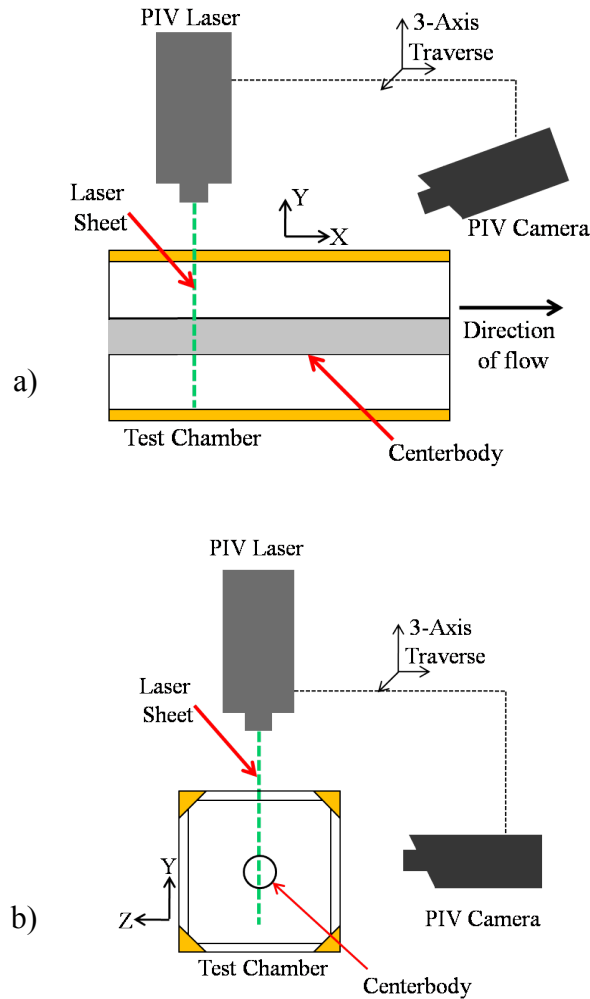 PIV Laser
3-Axis
Traverse
Laser
Sheet
Y
X
PIV Camera
Direction
of flow
a)
Test Chamber
Centerbody
PIV Laser
3-Axis
Traverse
Laser
Sheet
Y
Z
b)
PIV Camera
Test Chamber
Centerbody